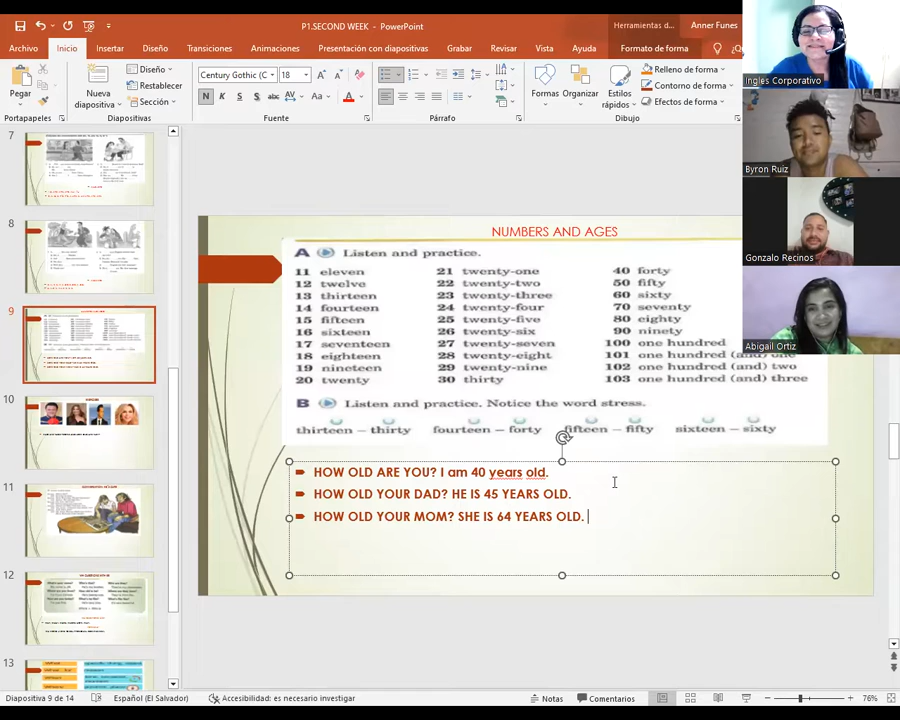 P1.SECOND WEEK - PowerPoint
Herramientas d...
Anner Funes
Archivo
Inicio
Insertar
Diseño
Transiciones
Animaciones
Presentación con diapositivas
Grabar
Revisar
Vista
Ayuda
Formato de forma
Pegar
Portapapeles
Nueva
diapositiva
Diseño
Restablecer
Sección
Diapositivas
Century Gothic (C
18
N K S S abc AV Aa A
Fuente
Párrafo
Formas
Organizar
Estilos
rápidos
Relleno de forma
Contorno de forma
Efectos de forma
Dibujo
Ingles Corporativo
Byron Ruiz
Gonzalo Recinos
Abigail Ortiz
7
8
9
10
11
12
13
NUMBERS AND AGES
A Listen and practice.
11 eleven 21 twenty-one 40 forty
12 twelve 22 twenty-two 50 fifty
13 thirteen 23 twenty-three 60 sixty
14 fourteen 24 twenty-four 70 seventy
15 fifteen 25 twenty-five 80 eighty
16 sixteen 26 twenty-six 90 ninety
17 seventeen 27 twenty-seven 100 one hundred
18 eighteen 28 twenty-eight 101 one hundred (and) one
19 nineteen 29 twenty-nine 102 one hundred (and) two
20 twenty 30 thirty 103 one hundred (and) three
B Listen and practice. Notice the word stress.
thirteen – thirty fourteen – forty fifteen – fifty sixteen – sixty
HOW OLD ARE YOU? I am 40 years old.
HOW OLD YOUR DAD? HE IS 45 YEARS OLD.
HOW OLD YOUR MOM? SHE IS 64 YEARS OLD.
Diapositiva 9 de 14
Español (El Salvador)
Accesibilidad: es necesario investigar
Notas
Comentarios
76%